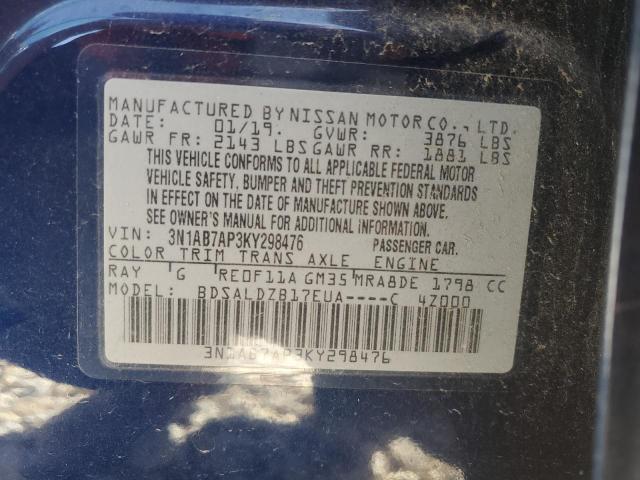 MANUFACTURED BY NISSAN MOTOR CO., LTD.
DATE: 01/19. GVWR: 3876 LBS
GAWR FR: 2143 LBS GAWR RR: 1881 LBS
THIS VEHICLE CONFORMS TO ALL APPLICABLE FEDERAL MOTOR
VEHICLE SAFETY, BUMPER AND THEFT PREVENTION STANDARDS
IN EFFECT ON THE DATE OF MANUFACTURE SHOWN ABOVE.
SEE OWNER'S MANUAL FOR ADDITIONAL INFORMATION.
VIN: 3N1AB7AP3KY298476 PASSENGER CAR.
COLOR TRIM TRANS AXLE ENGINE
RAY G RE0F11A GM35 MRA8DE 1798 CC
MODEL: BDSALDZB17EUA----C 4Z000
3N1AB7AP3KY298476